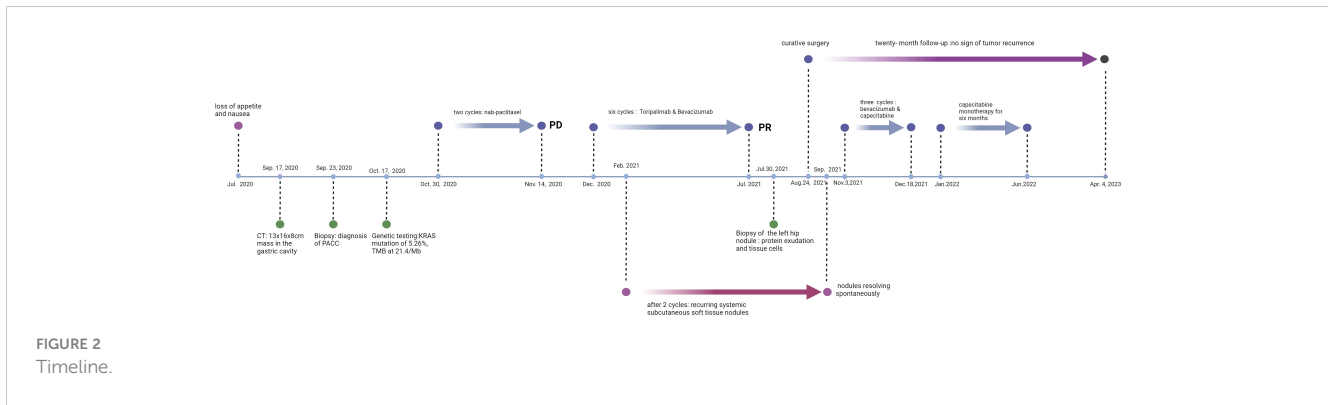 curative surgery
twenty- month follow-up :no sign of tumor recurrence
loss of appetite
and nausea
two cycles: nab-paclitaxel
PD
six cycles : Toripalimab & Bevacizumab
PR
three cycles :
bevacizumab &
capecitabine
capecitabine
monotherapy for
six months
Jul. 2020
Sep. 17, 2020
Sep. 23, 2020
Oct. 17, 2020
Oct. 30, 2020
Nov. 14, 2020
Dec. 2020
Feb. 2021
Jul. 2021
Jul.30, 2021
Aug.24, 2021
Sep. 2021
Nov.3,2021
Dec.18,2021
Jan.2022
Jun.2022
Apr. 4, 2023
CT: 13x16x8cm
mass in the
gastric cavity
Biopsy: diagnosis
of PACC
Genetic testing:KRAS
mutation of 5.26%,
TMB at 21.4/Mb
Biopsy of the left hip
nodule : protein exudation
and tissue cells
after 2 cycles: recurring systemic
subcutaneous soft tissue nodules
nodules resolving
spontaneously
FIGURE 2
Timeline.